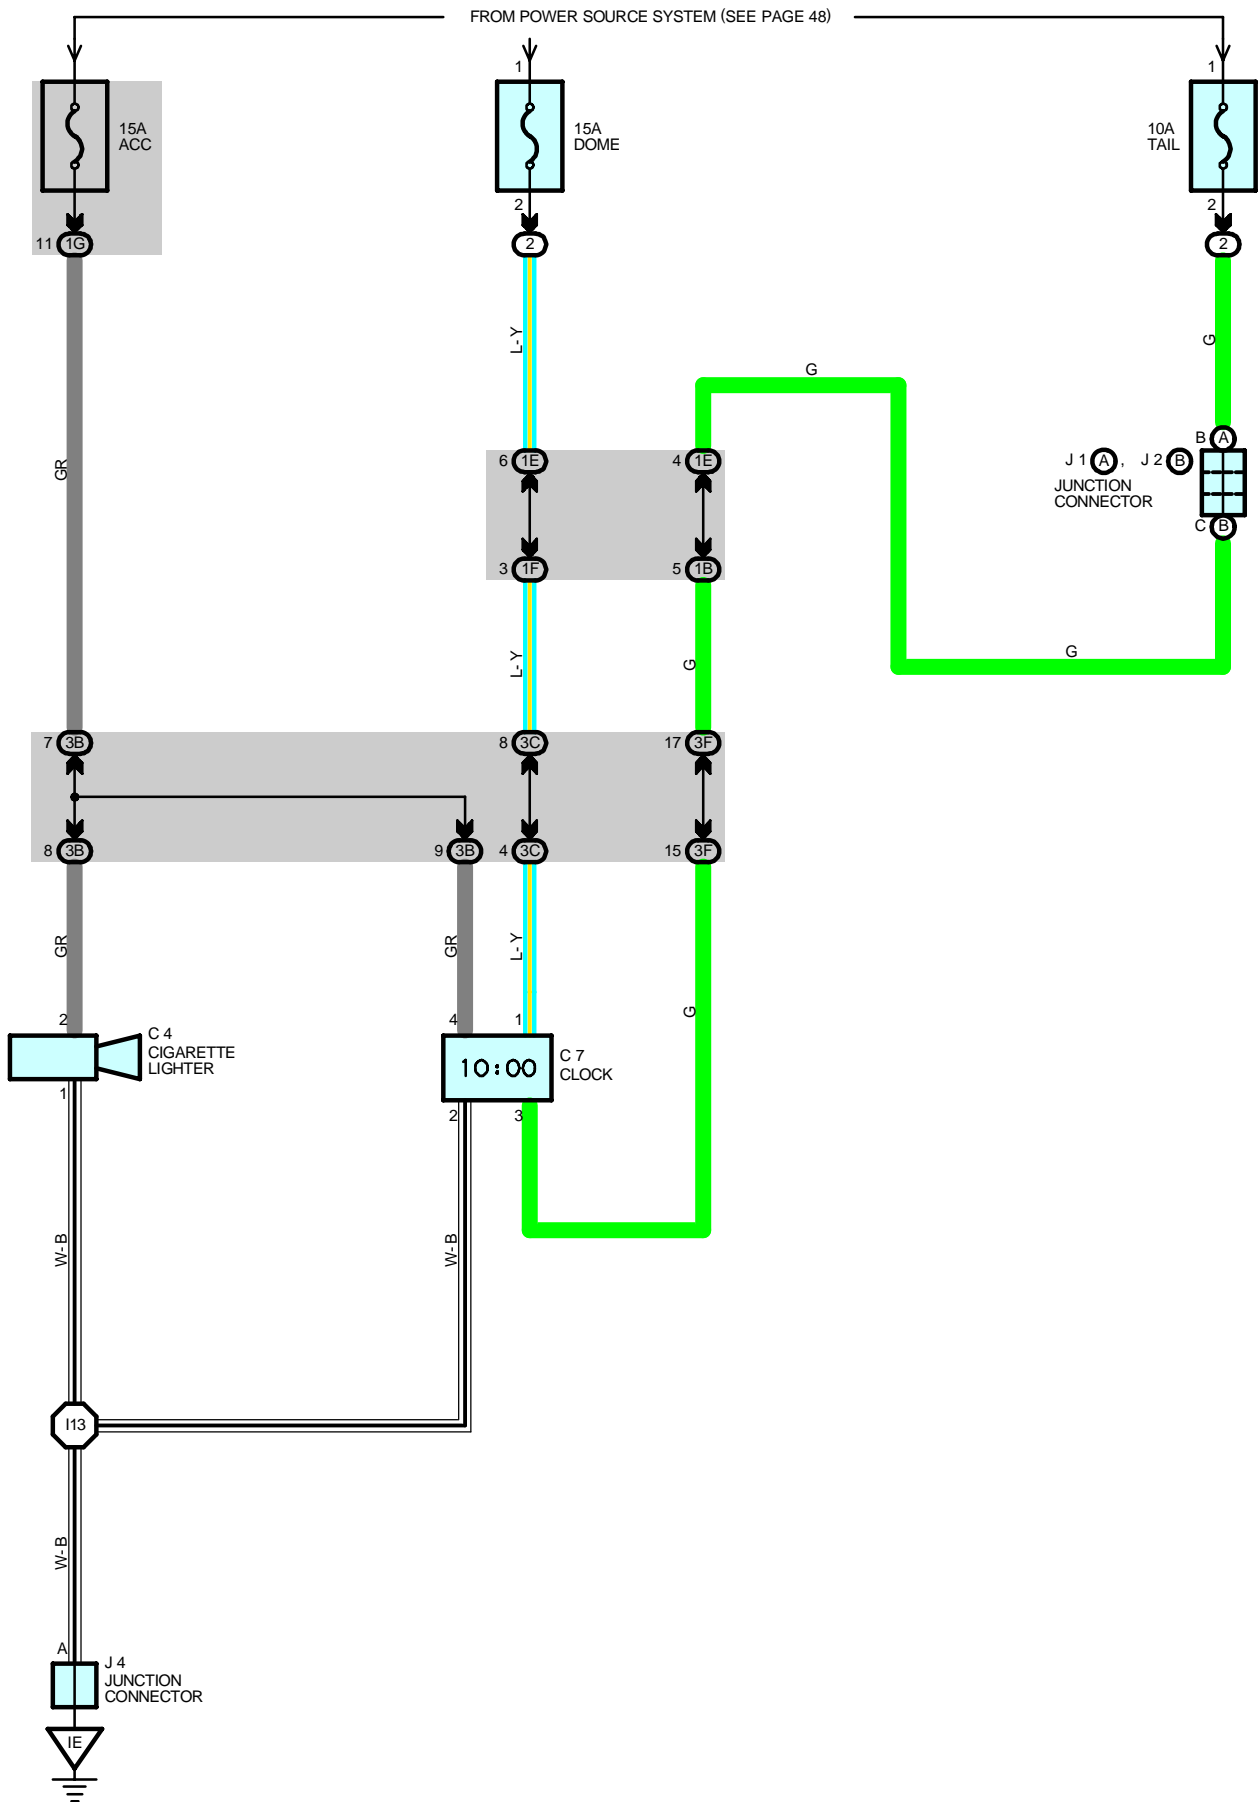 FROM POWER SOURCE SYSTEM (SEE PAGE 48)
1
1
15A
ACC
15A
DOME
10A
TAIL
2
2
11 1G
2
2
L-Y
G
G
GR
B A
6 1E
4 1E
J 1 A , J 2 B
JUNCTION
CONNECTOR
C B
3 1F
5 1B
L-Y
G
G
7 3B
8 3C
17 3F
8 3B
9 3B
4 3C
15 3F
GR
GR
L-Y
G
2
4
1
C 4
CIGARETTE
LIGHTER
10:00
C 7
CLOCK
1
2
3
W-B
W-B
I13
W-B
A
J 4
JUNCTION
CONNECTOR
IE